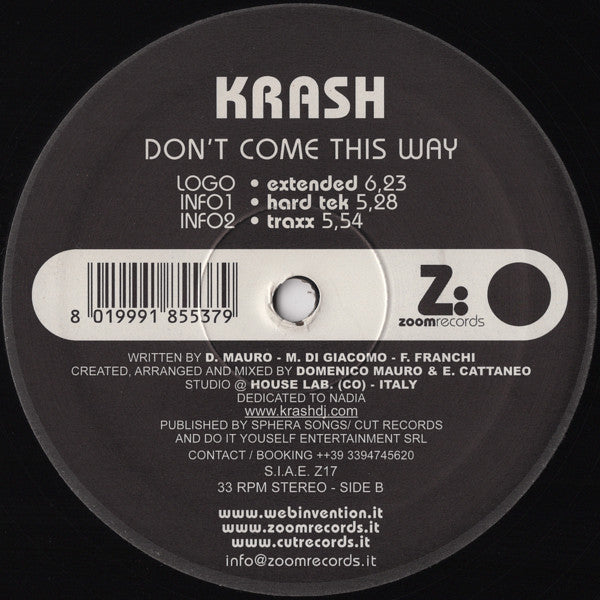 KRASH
DON'T COME THIS WAY
LOGO • extended 6,23
INFO1 • hard tek 5,28
INFO2 • traxx 5,54
8 019991 855379
Z:
zoomrecords
WRITTEN BY D. MAURO - M. DI GIACOMO - F. FRANCHI
CREATED, ARRANGED AND MIXED BY DOMENICO MAURO & E. CATTANEO
STUDIO @ HOUSE LAB. (CO) - ITALY
DEDICATED TO NADIA
www.krashdj.com
PUBLISHED BY SPHERA SONGS/ CUT RECORDS
AND DO IT YOUSELF ENTERTAINMENT SRL
CONTACT / BOOKING ++39 3394745620
S.I.A.E. Z17
33 RPM STEREO - SIDE B
www.webinvention.it
www.zoomrecords.it
www.cutrecords.it
info@zoomrecords.it